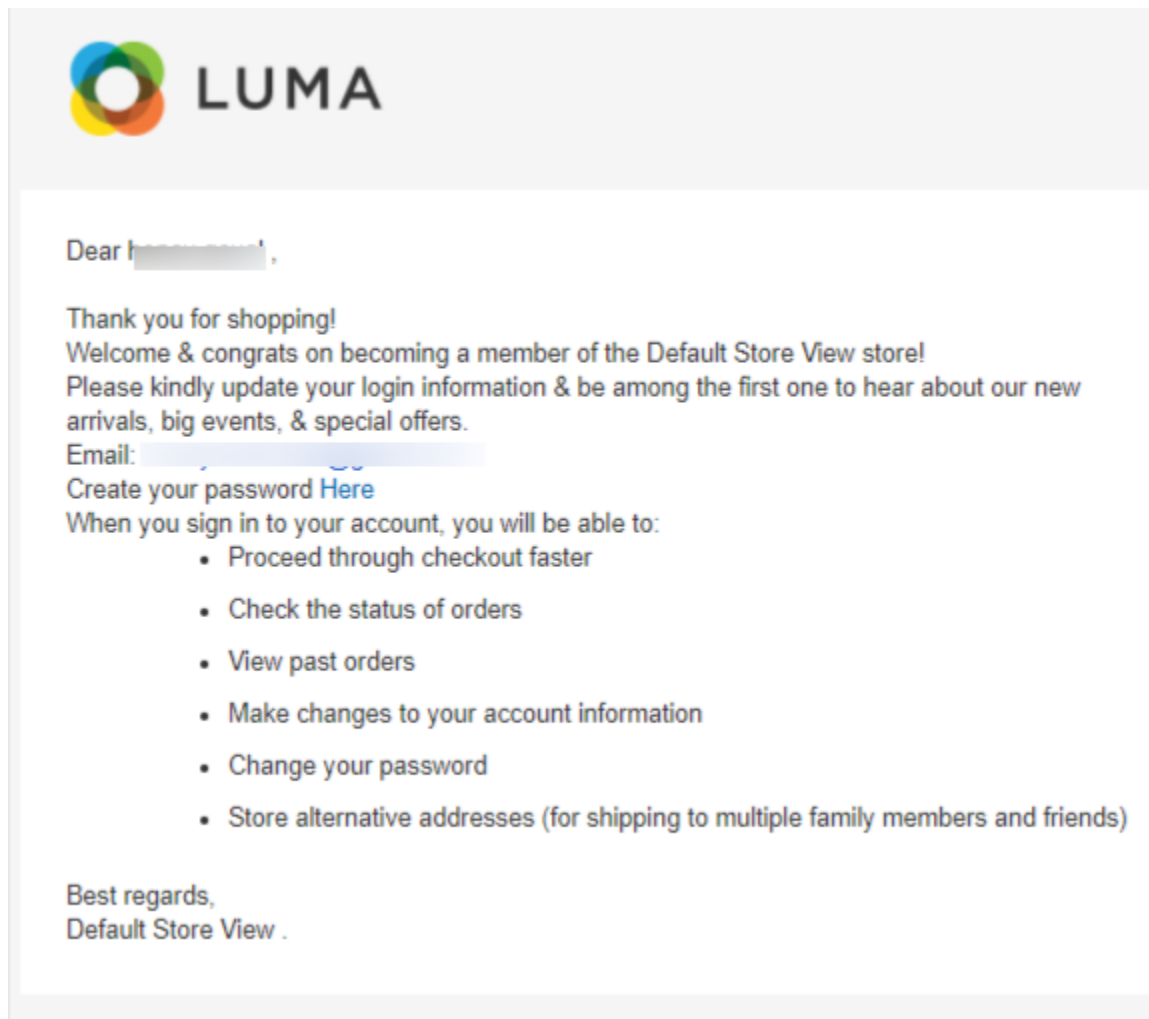 LUMA
Dear ,
Thank you for shopping!
Welcome & congrats on becoming a member of the Default Store View store!
Please kindly update your login information & be among the first one to hear about our new
arrivals, big events, & special offers.
Email:
Create your password Here
When you sign in to your account, you will be able to:
• Proceed through checkout faster
• Check the status of orders
• View past orders
• Make changes to your account information
• Change your password
• Store alternative addresses (for shipping to multiple family members and friends)
Best regards,
Default Store View .